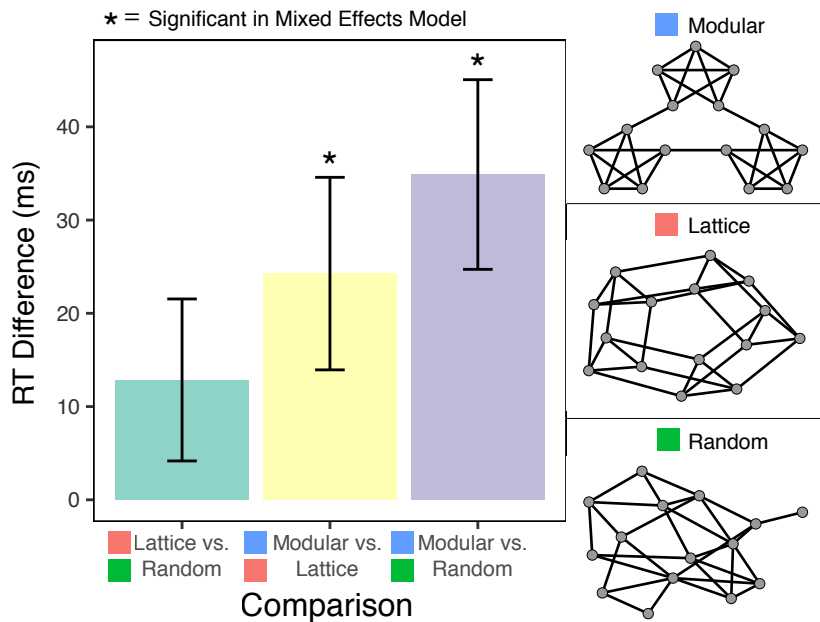 * = Significant in Mixed Effects Model
RT Difference (ms)
40
30
20
10
0
*
*
Lattice vs.
Random
Modular vs.
Lattice
Modular vs.
Random
Comparison
Modular
Lattice
Random